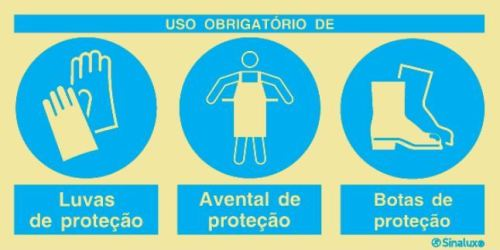 USO OBRIGATÓRIO DE
Luvas
de proteção
Avental de
proteção
Botas de
proteção
Sinalux®